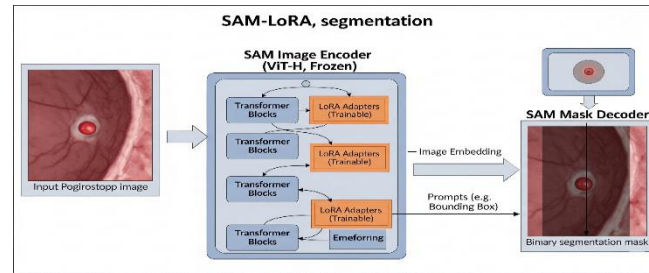 SAM-LoRA, segmentation
SAM Image Encoder
(ViT-H, Frozen)
Transformer
Blocks
LoRA Adapters
(Trainable)
Transformer
Blocks
LoRA Adapters
(Trainable)
Transformer
Blocks
LoRA Adapters
(Trainable)
Transformer
Blocks
Emeforring
Input Pogirostopp image
Image Embedding
Prompts (e.g.
Bounding Box)
SAM Mask Decoder
Binary segmentation mask